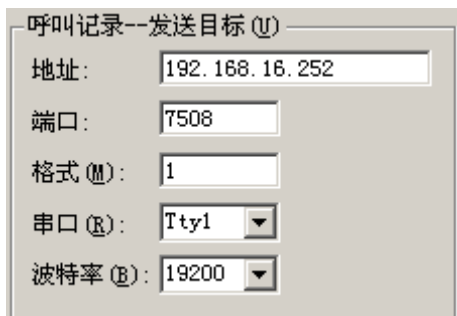 呼叫记录--发送目标(U)
地址: 192.168.16.252
端口: 7508
格式(M): 1
串口(R): Tty1
波特率(B): 19200